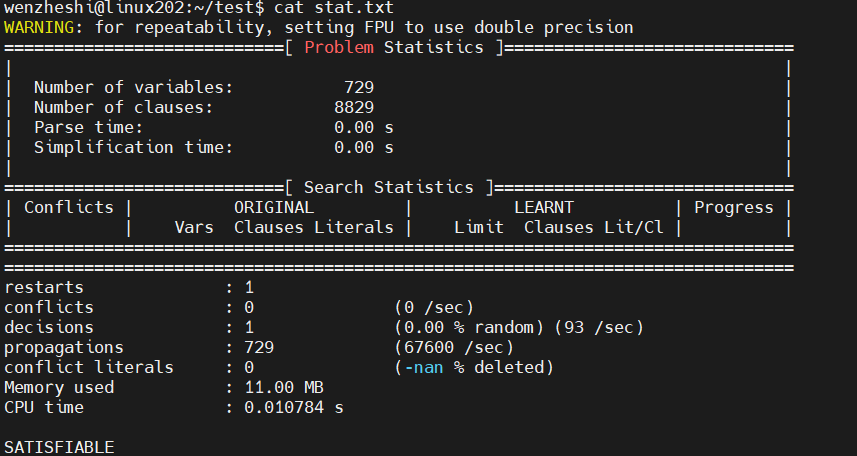 wenzheshi@linux202:~/test$ cat stat.txt
WARNING: for repeatability, setting FPU to use double precision
============================[ Problem Statistics ]=============================
|                                                                             |
|  Number of variables:           729                                         |
|  Number of clauses:            8829                                         |
|  Parse time:                   0.00 s                                       |
|  Simplification time:          0.00 s                                       |
|                                                                             |
============================[ Search Statistics ]==============================
| Conflicts |          ORIGINAL         |          LEARNT          | Progress |
|           |    Vars  Clauses Literals |    Limit  Clauses Lit/Cl |          |
===============================================================================
===============================================================================
restarts              : 1
conflicts             : 0              (0 /sec)
decisions             : 1              (0.00 % random) (93 /sec)
propagations          : 729            (67600 /sec)
conflict literals     : 0              (-nan % deleted)
Memory used           : 11.00 MB
CPU time              : 0.010784 s

SATISFIABLE